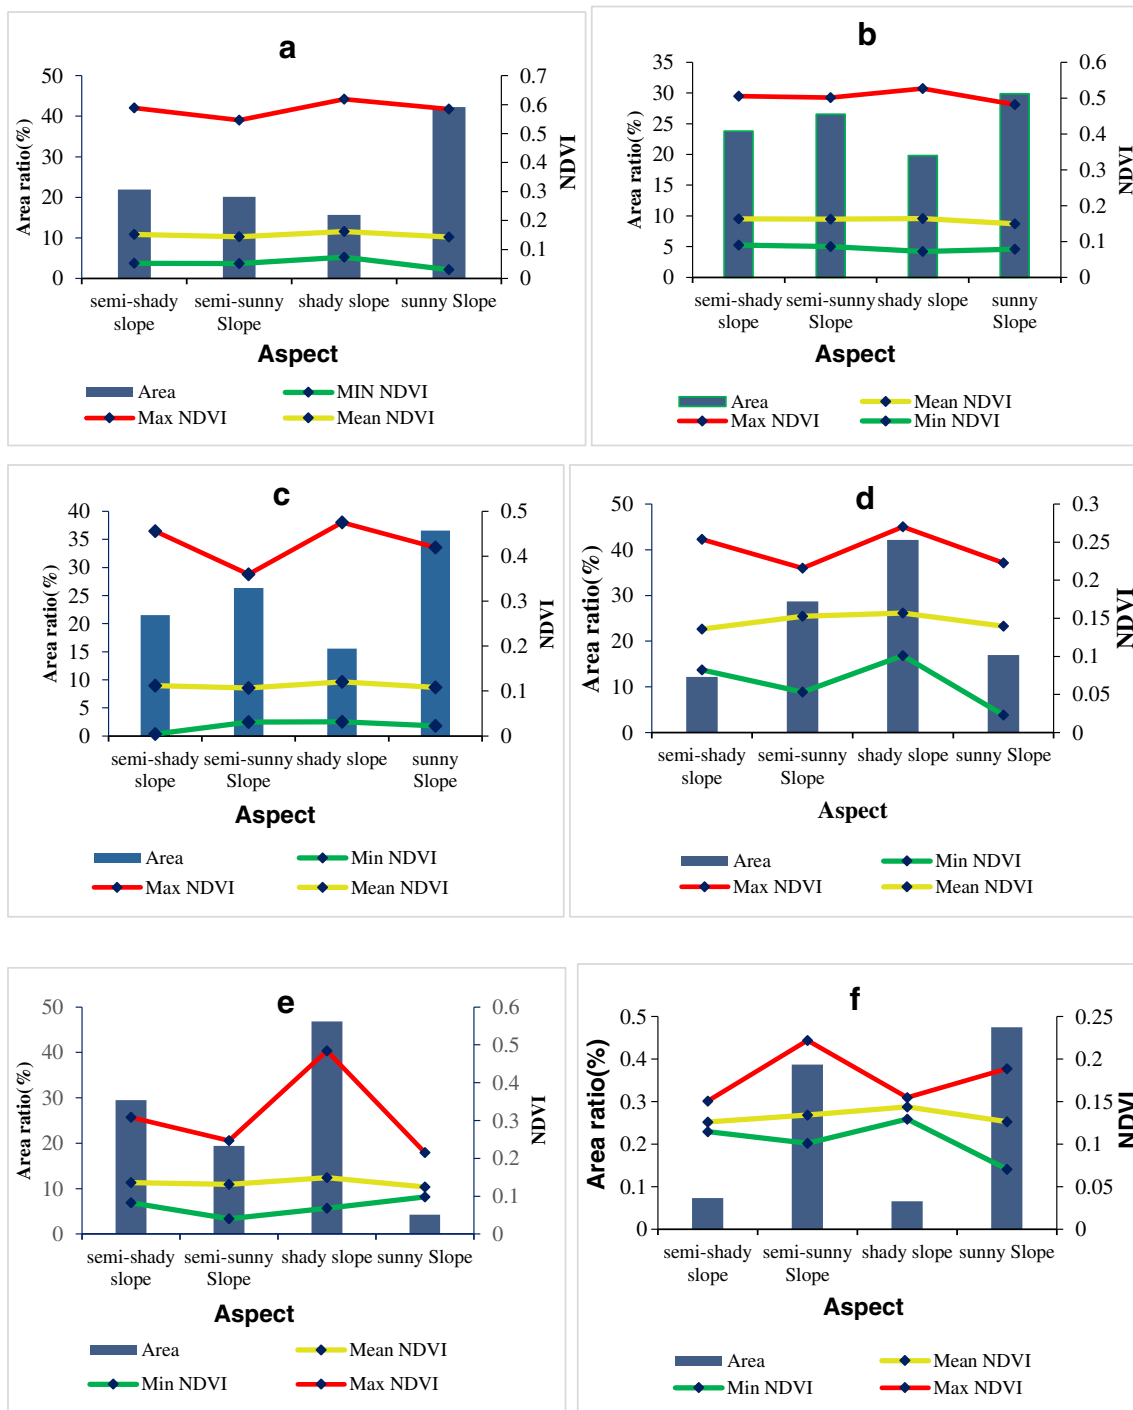 a
50
40
30
20
10
0
Area ratio(%)
0.7
0.6
0.5
0.4
0.3
0.2
0.1
0
NDVI
semi-shady slope
semi-sunny Slope
shady slope
sunny Slope
Aspect
Area
MIN NDVI
Max NDVI
Mean NDVI
b
35
30
25
20
15
10
5
0
Area ratio(%)
0.6
0.5
0.4
0.3
0.2
0.1
0
NDVI
semi-shady slope
semi-sunny Slope
shady slope
sunny Slope
Aspect
Area
Mean NDVI
Max NDVI
Min NDVI
c
40
35
30
25
20
15
10
5
0
Area ratio(%)
0.5
0.4
0.3
0.2
0.1
0
NDVI
semi-shady slope
semi-sunny Slope
shady slope
sunny Slope
Aspect
Area
Min NDVI
Max NDVI
Mean NDVI
d
50
40
30
20
10
0
Area ratio(%)
0.3
0.25
0.2
0.15
0.1
0.05
0
NDVI
semi-shady slope
semi-sunny Slope
shady slope
sunny Slope
Aspect
Area
Min NDVI
Max NDVI
Mean NDVI
e
50
40
30
20
10
0
Area ratio(%)
0.6
0.5
0.4
0.3
0.2
0.1
0
NDVI
semi-shady slope
semi-sunny Slope
shady slope
sunny Slope
Aspect
Area
Mean NDVI
Min NDVI
Max NDVI
f
0.5
0.4
0.3
0.2
0.1
0
Area ratio(%)
0.25
0.2
0.15
0.1
0.05
0
NDVI
semi-shady slope
semi-sunny Slope
shady slope
sunny Slope
Aspect
Area
Mean NDVI
Min NDVI
Max NDVI